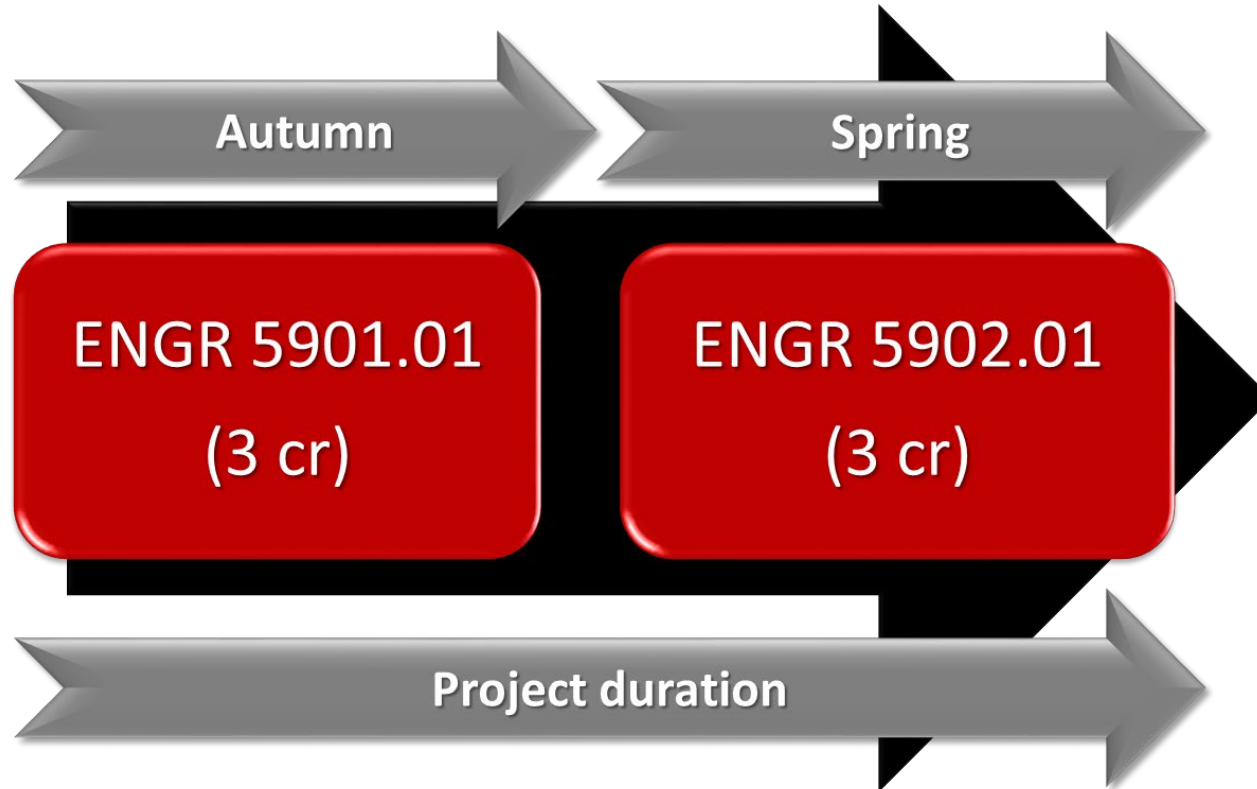 Autumn
Spring
ENGR 5901.01
(3 cr)
ENGR 5902.01
(3 cr)
Project duration